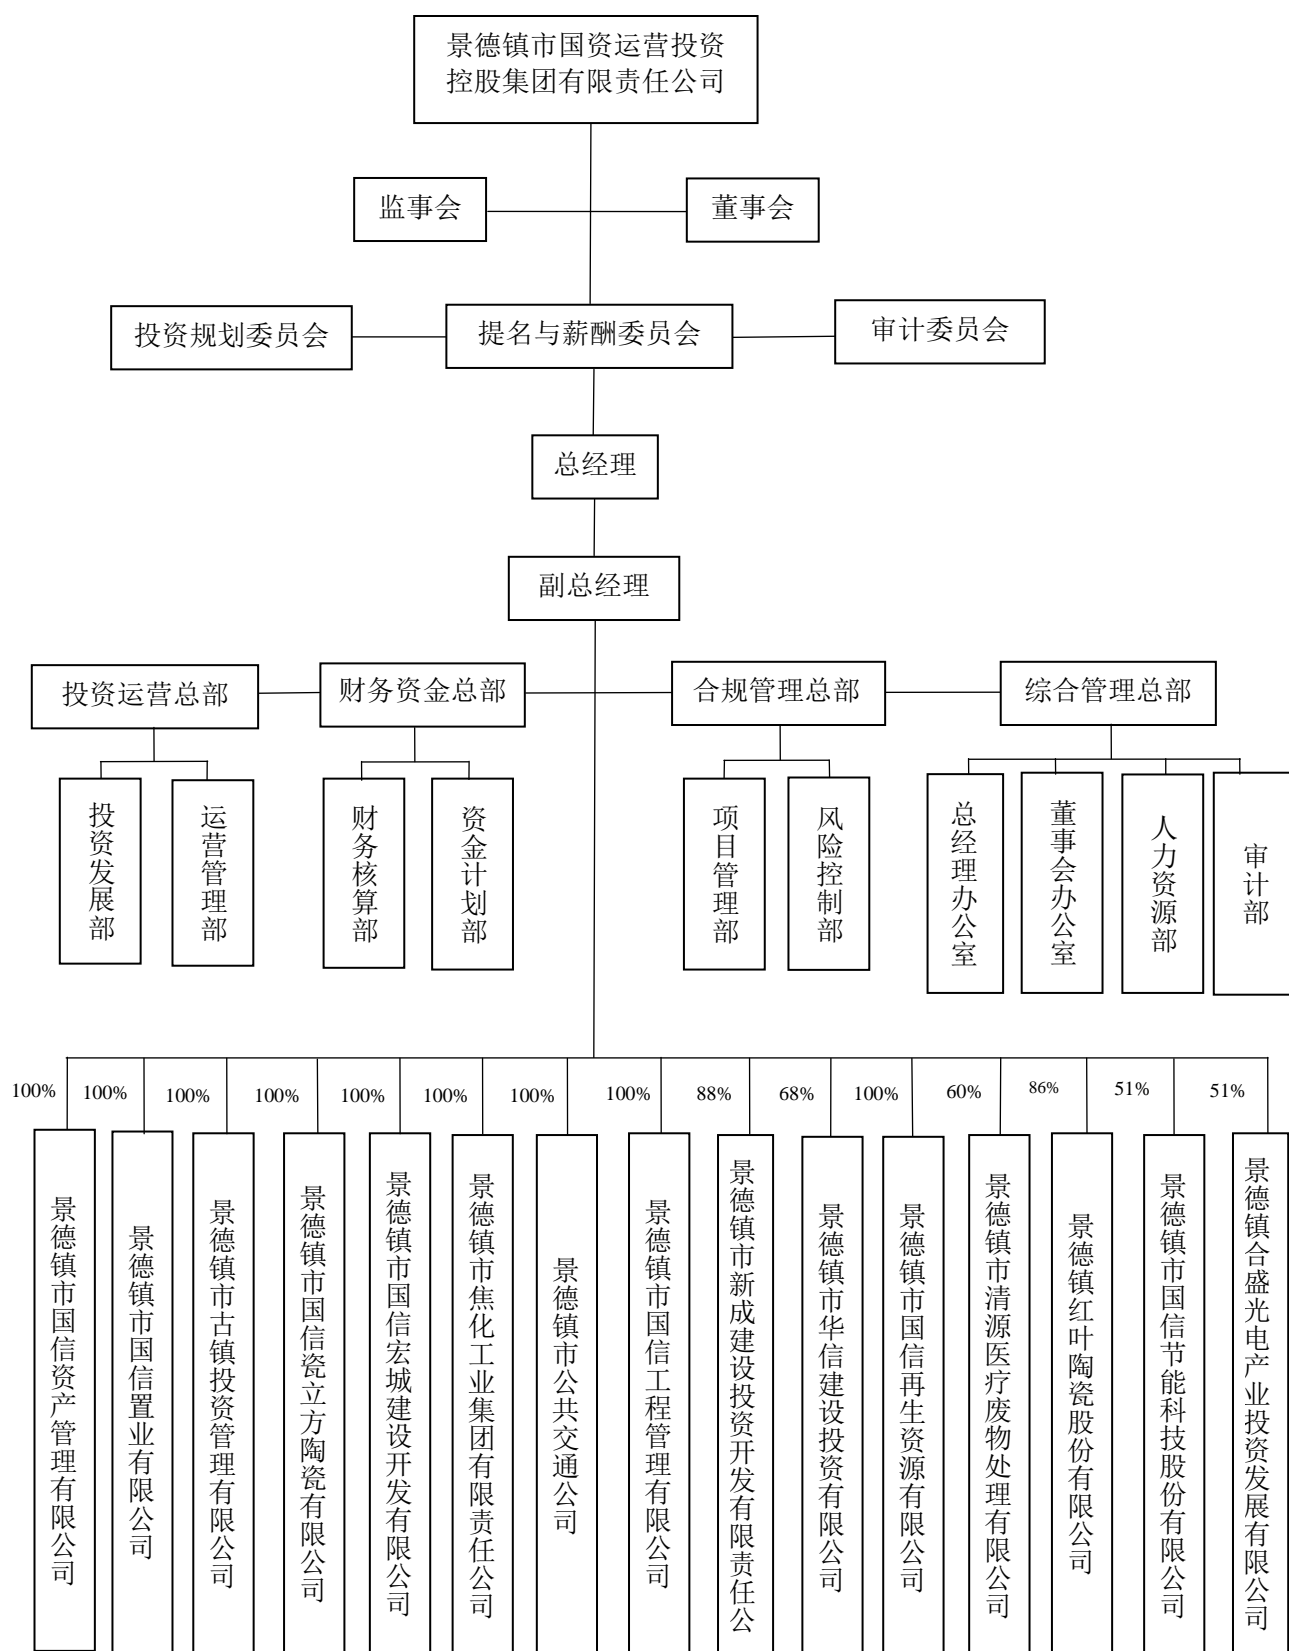 景德镇市国资运营投资
控股集团有限责任公司
监事会
董事会
投资规划委员会
提名与薪酬委员会
审计委员会
总经理
副总经理
投资运营总部
财务资金总部
合规管理总部
综合管理总部
投资发展部
运营管理部
财务核算部
资金计划部
项目管理部
风险控制部
总经理办公室
董事会办公室
人力资源部
审计部
100%
100%
100%
100%
100%
100%
100%
100%
88%
68%
100%
60%
86%
51%
51%
景德镇市国信资产管理有限公司
景德镇市国信置业有限公司
景德镇市古镇投资管理有限公司
景德镇市国信瓷立方陶瓷有限公司
景德镇市国信宏城建设开发有限公司
景德镇市焦化工业集团有限责任公司
景德镇市公共交通公司
景德镇市国信工程管理有限公司
景德镇市新成建设投资开发有限责任公
景德镇市华信建设投资有限公司
景德镇市国信再生资源有限公司
景德镇市清源医疗废物处理有限公司
景德镇红叶陶瓷股份有限公司
景德镇市国信节能科技股份有限公司
景德镇合盛光电产业投资发展有限公司